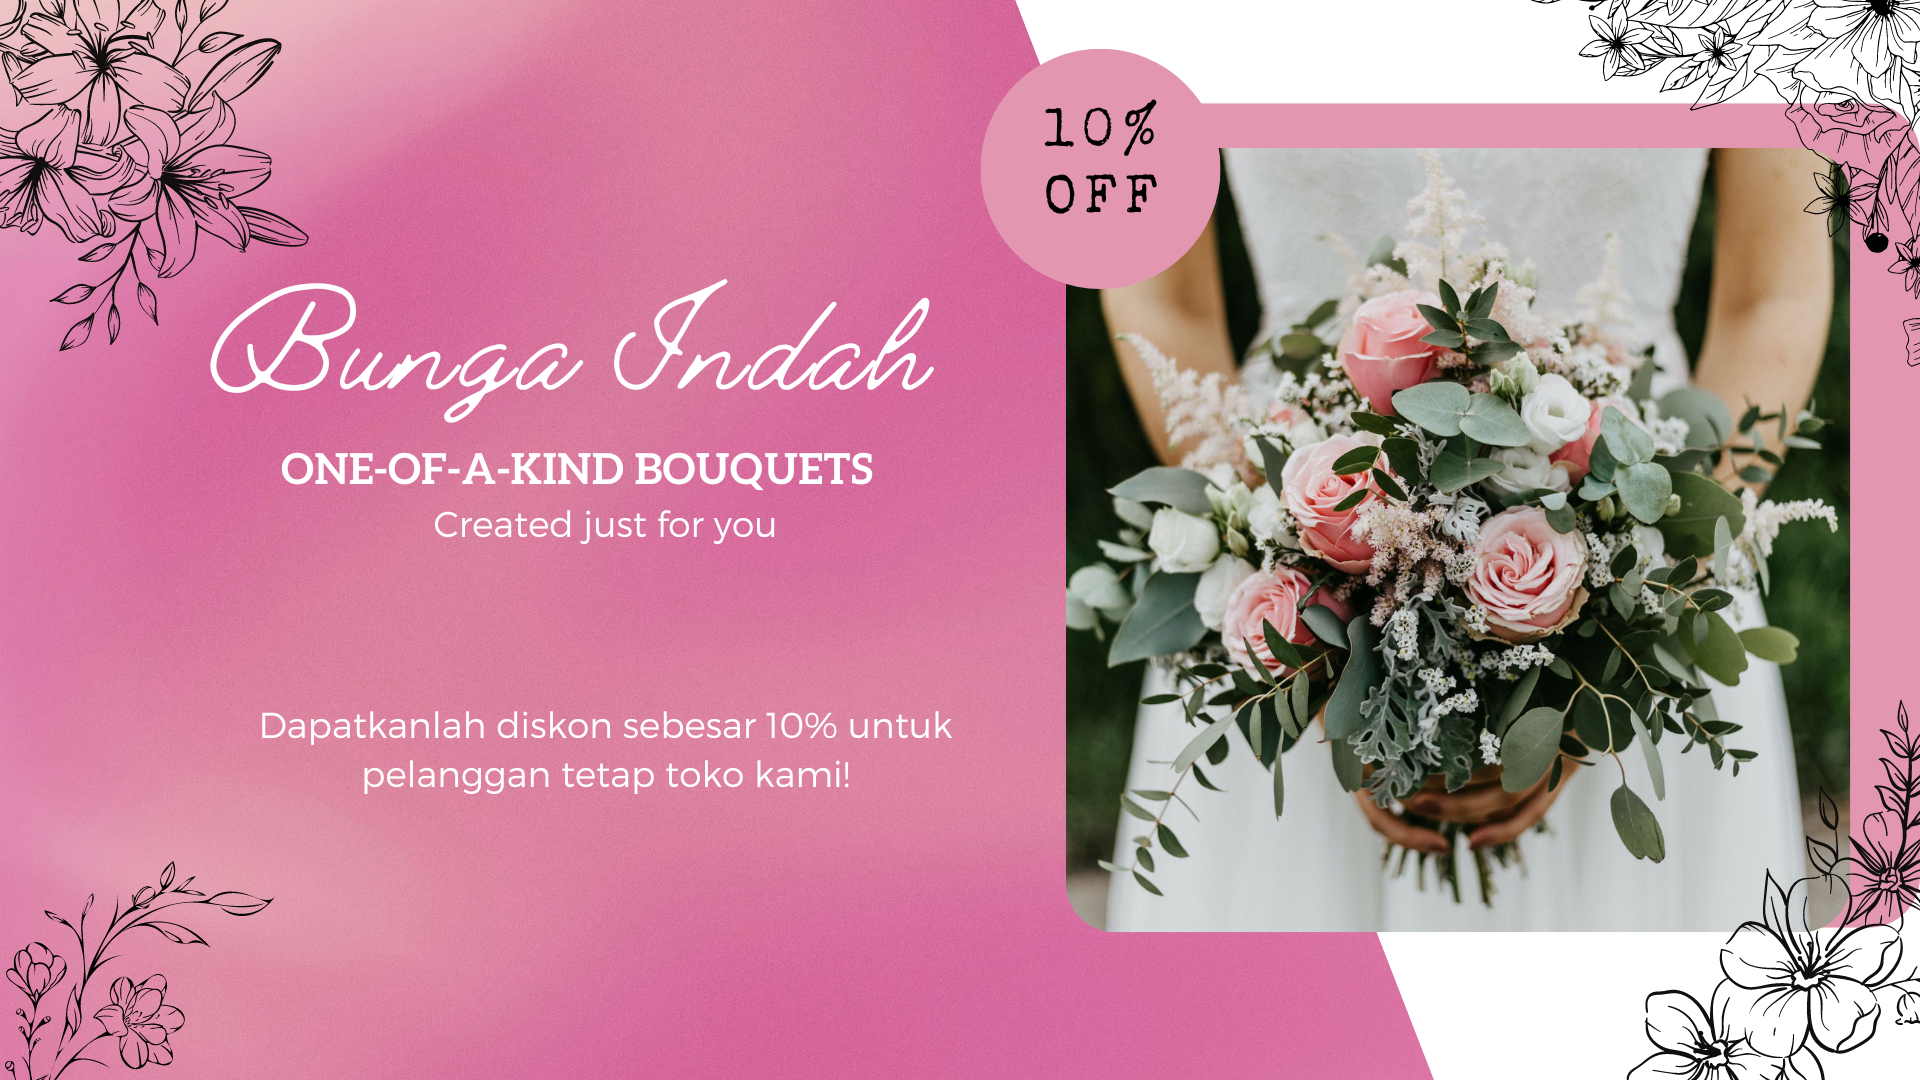 10%
OFF
Bunga Indah
ONE-OF-A-KIND BOUQUETS
Created just for you
Dapatkanlah diskon sebesar 10% untuk
pelanggan tetap toko kami!